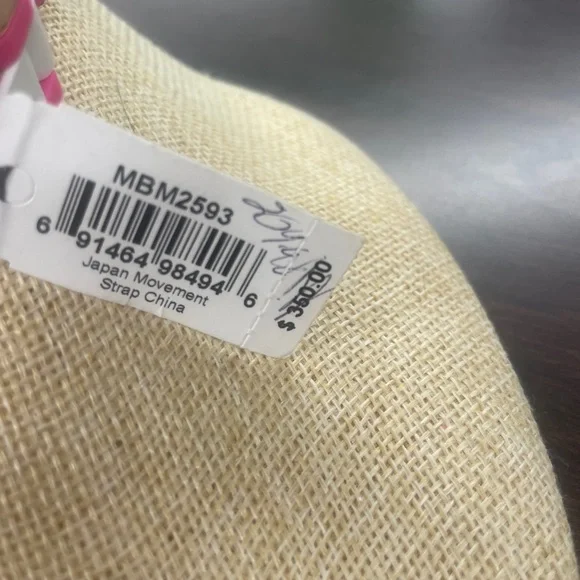 MBM2593
6 91464 98494 6
Japan Movement
Strap China
$ 350.00